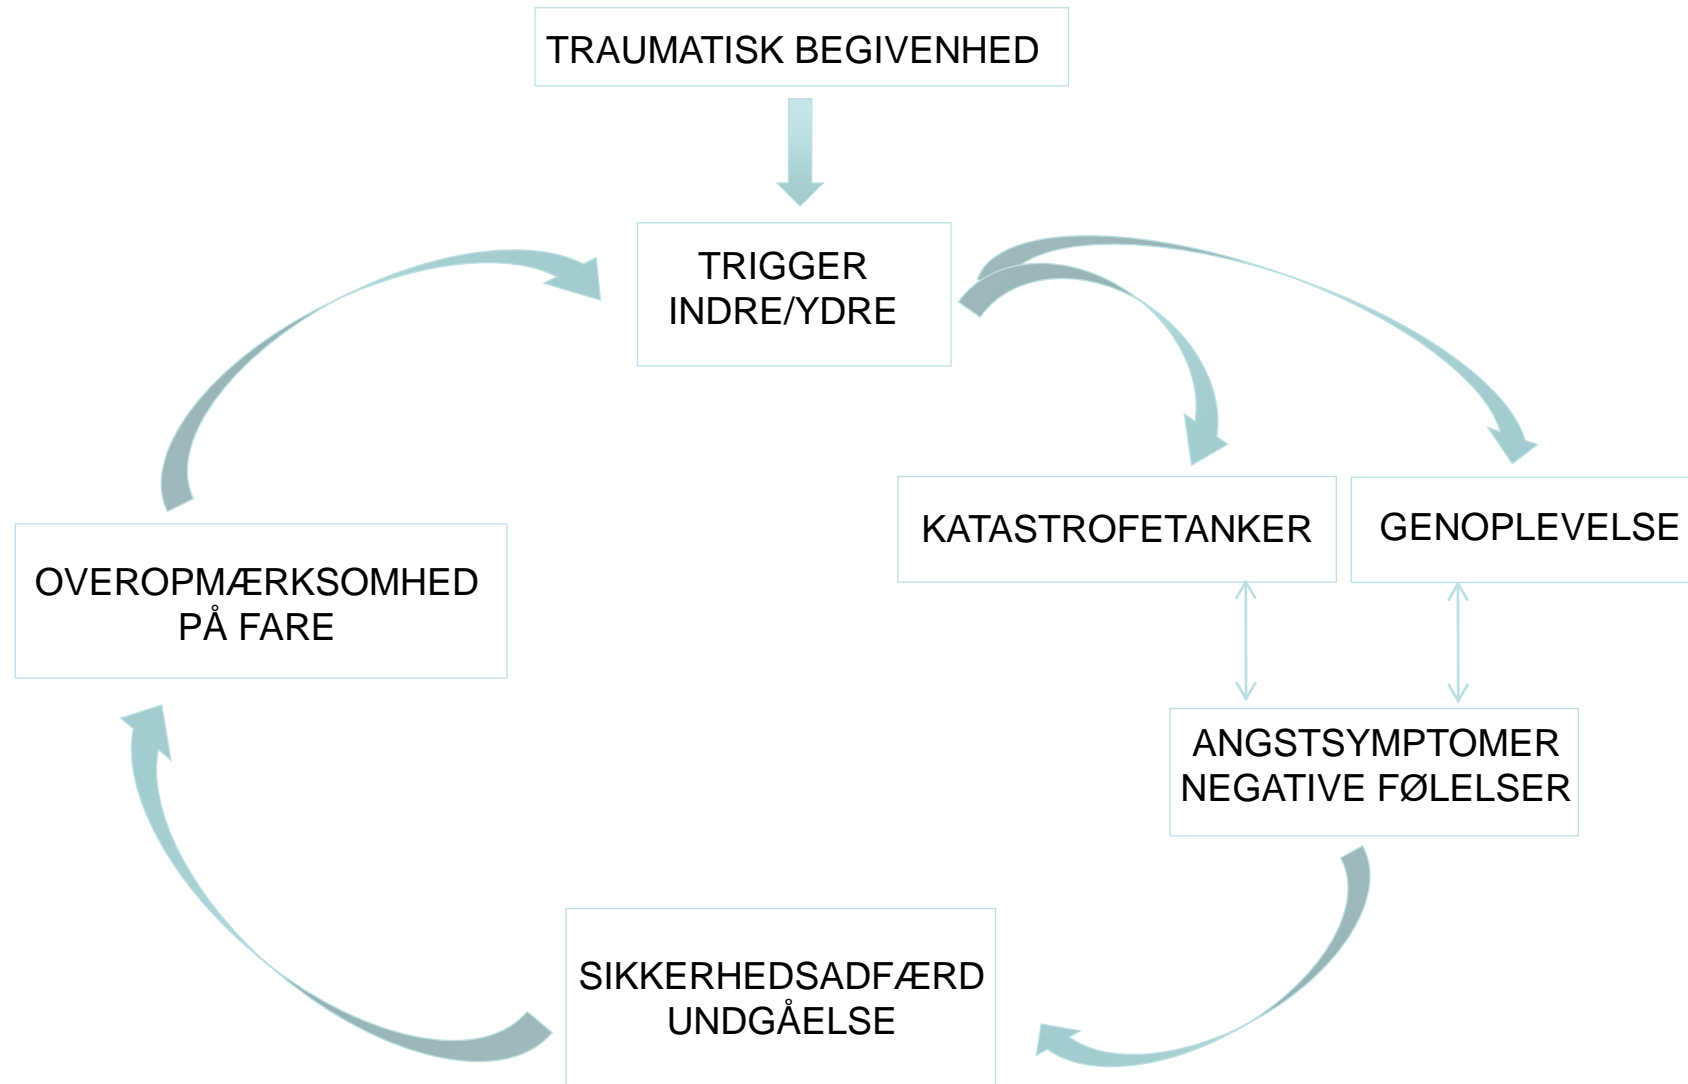 TRAUMATISK BEGIVENHED
TRIGGER
INDRE/YDRE
KATASTROFETANKER
GENOPLEVELSE
OVEROPMÆRKSOMHED
PÅ FARE
ANGSTSYMPTOMER
NEGATIVE FØLELSER
SIKKERHEDSADFÆRD
UNDGÅELSE